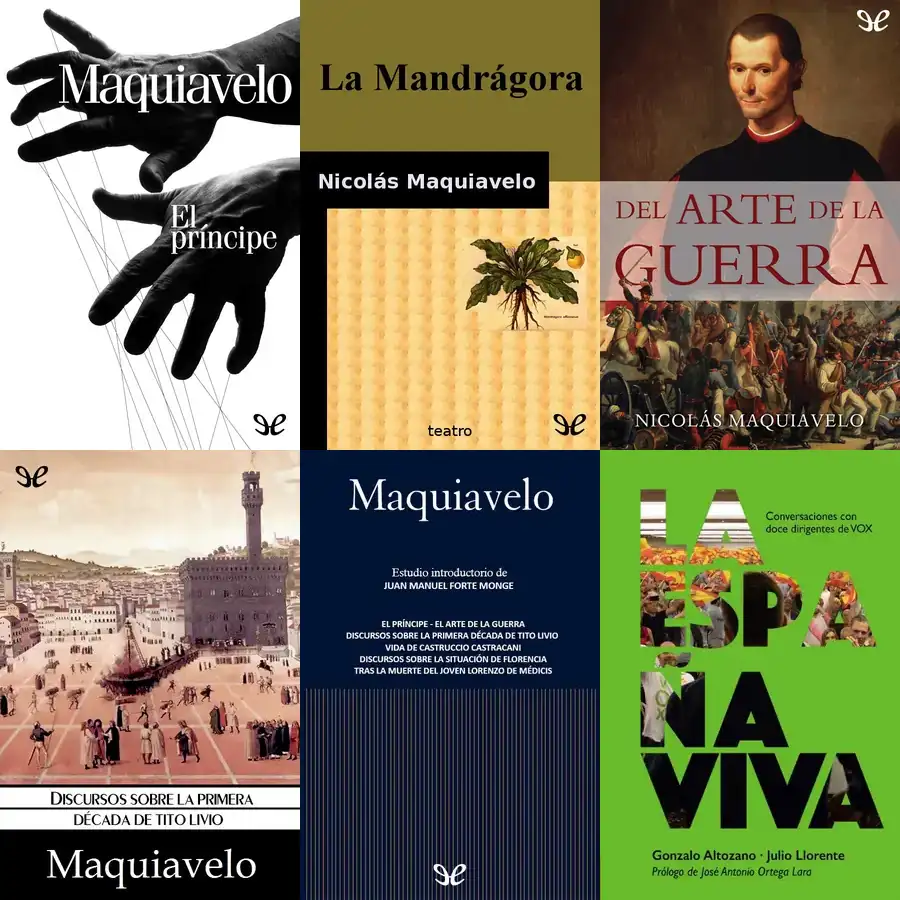 Maquiavelo
El
príncipe
La Mandrágora
Nicolás Maquiavelo
teatro
DEL ARTE DE LA
GUERRA
NICOLÁS MAQUIAVELO
DISCURSOS SOBRE LA PRIMERA
DÉCADA DE TITO LIVIO
Maquiavelo
Maquiavelo
Estudio introductorio de
JUAN MANUEL FORTE MONGE
EL PRÍNCIPE - EL ARTE DE LA GUERRA
DISCURSOS SOBRE LA PRIMERA DÉCADA DE TITO LIVIO
VIDA DE CASTRUCCIO CASTRACANI
DISCURSOS SOBRE LA SITUACIÓN DE FLORENCIA
TRAS LA MUERTE DEL JOVEN LORENZO DE MÉDICIS
LA
Conversaciones con
doce dirigentes de VOX
ESPA
ÑA
VIVA
Gonzalo Altozano · Julio Llorente
Prólogo de José Antonio Ortega Lara